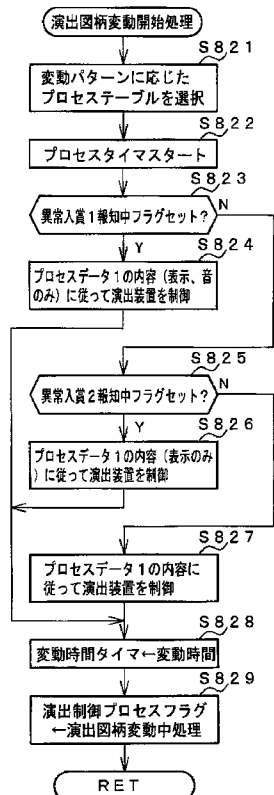 演出図柄変動開始処理
S821
変動パターンに応じた
プロセステーブルを選択
S822
プロセスタイマスタート
S823
異常入賞1報知中フラグセット?
N
Y
S824
プロセスデータ1の内容(表示、音
のみ)に従って演出装置を制御
S825
異常入賞2報知中フラグセット?
N
Y
S826
プロセスデータ1の内容(表示のみ
)に従って演出装置を制御
S827
プロセスデータ1の内容に
従って演出装置を制御
S828
変動時間タイマ←変動時間
S829
演出制御プロセスフラグ
←演出図柄変動中処理
RET